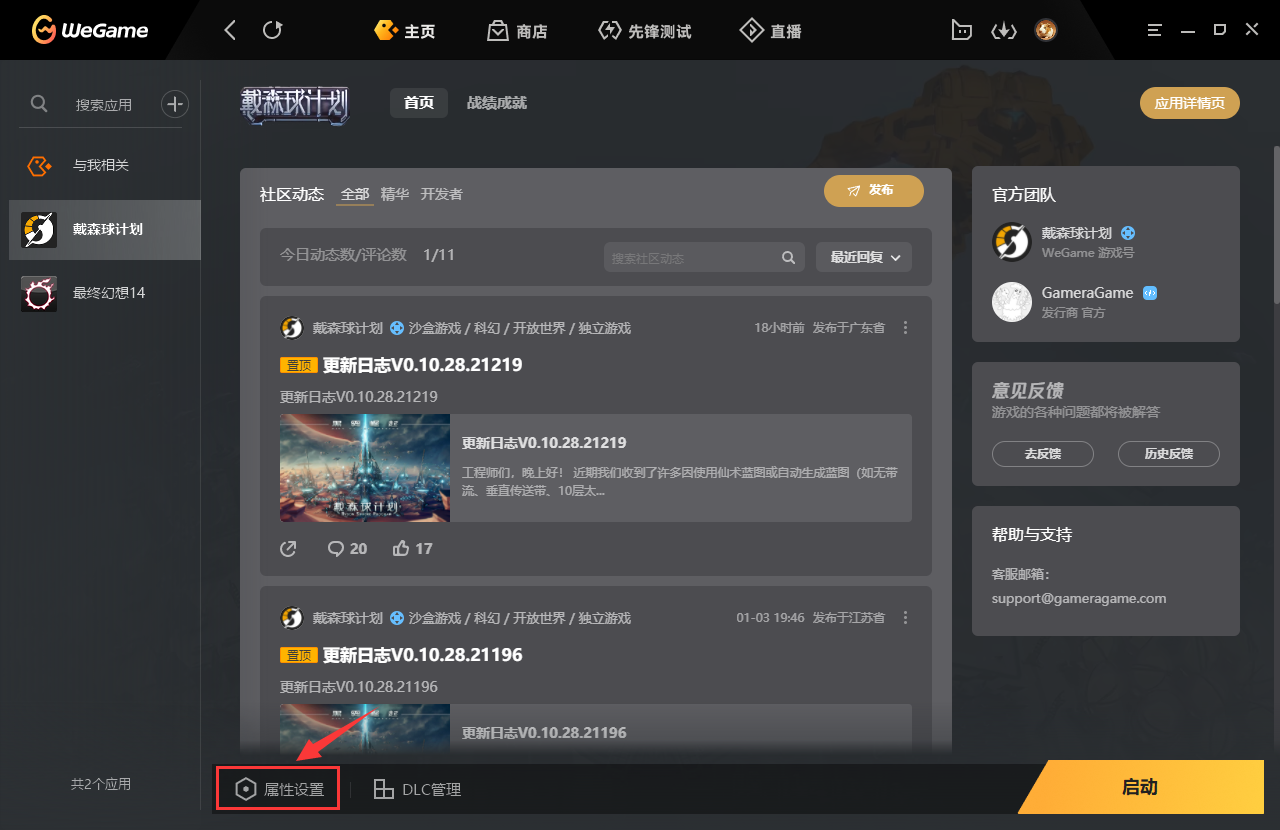 WeGame
主页
商店
先锋测试
直播
搜索应用
与我相关
戴森球计划
最终幻想14
共2个应用
戴森球计划
首页
战绩成就
应用详情页
社区动态
全部
精华
开发者
发布
今日动态数/评论数 1/11
搜索社区动态
最近回复
戴森球计划 沙盒游戏 / 科幻 / 开放世界 / 独立游戏
18小时前 发布于广东省
置顶 更新日志V0.10.28.21219
更新日志V0.10.28.21219
黑雾崛起
戴森球计划
更新日志V0.10.28.21219
工程师们，晚上好！ 近期我们收到了许多因使用仙术蓝图或自动生成蓝图（如无带
流、垂直传送带、10层太...
20
17
戴森球计划 沙盒游戏 / 科幻 / 开放世界 / 独立游戏
01-03 19:46 发布于江苏省
置顶 更新日志V0.10.28.21196
更新日志V0.10.28.21196
黑雾崛起
更新日志V0.10.28.21196
官方团队
戴森球计划
WeGame 游戏号
GameraGame
发行商 官方
意见反馈
游戏的各种问题都将被解答
去反馈
历史反馈
帮助与支持
客服邮箱：
support@gameragame.com
属性设置
DLC管理
启动